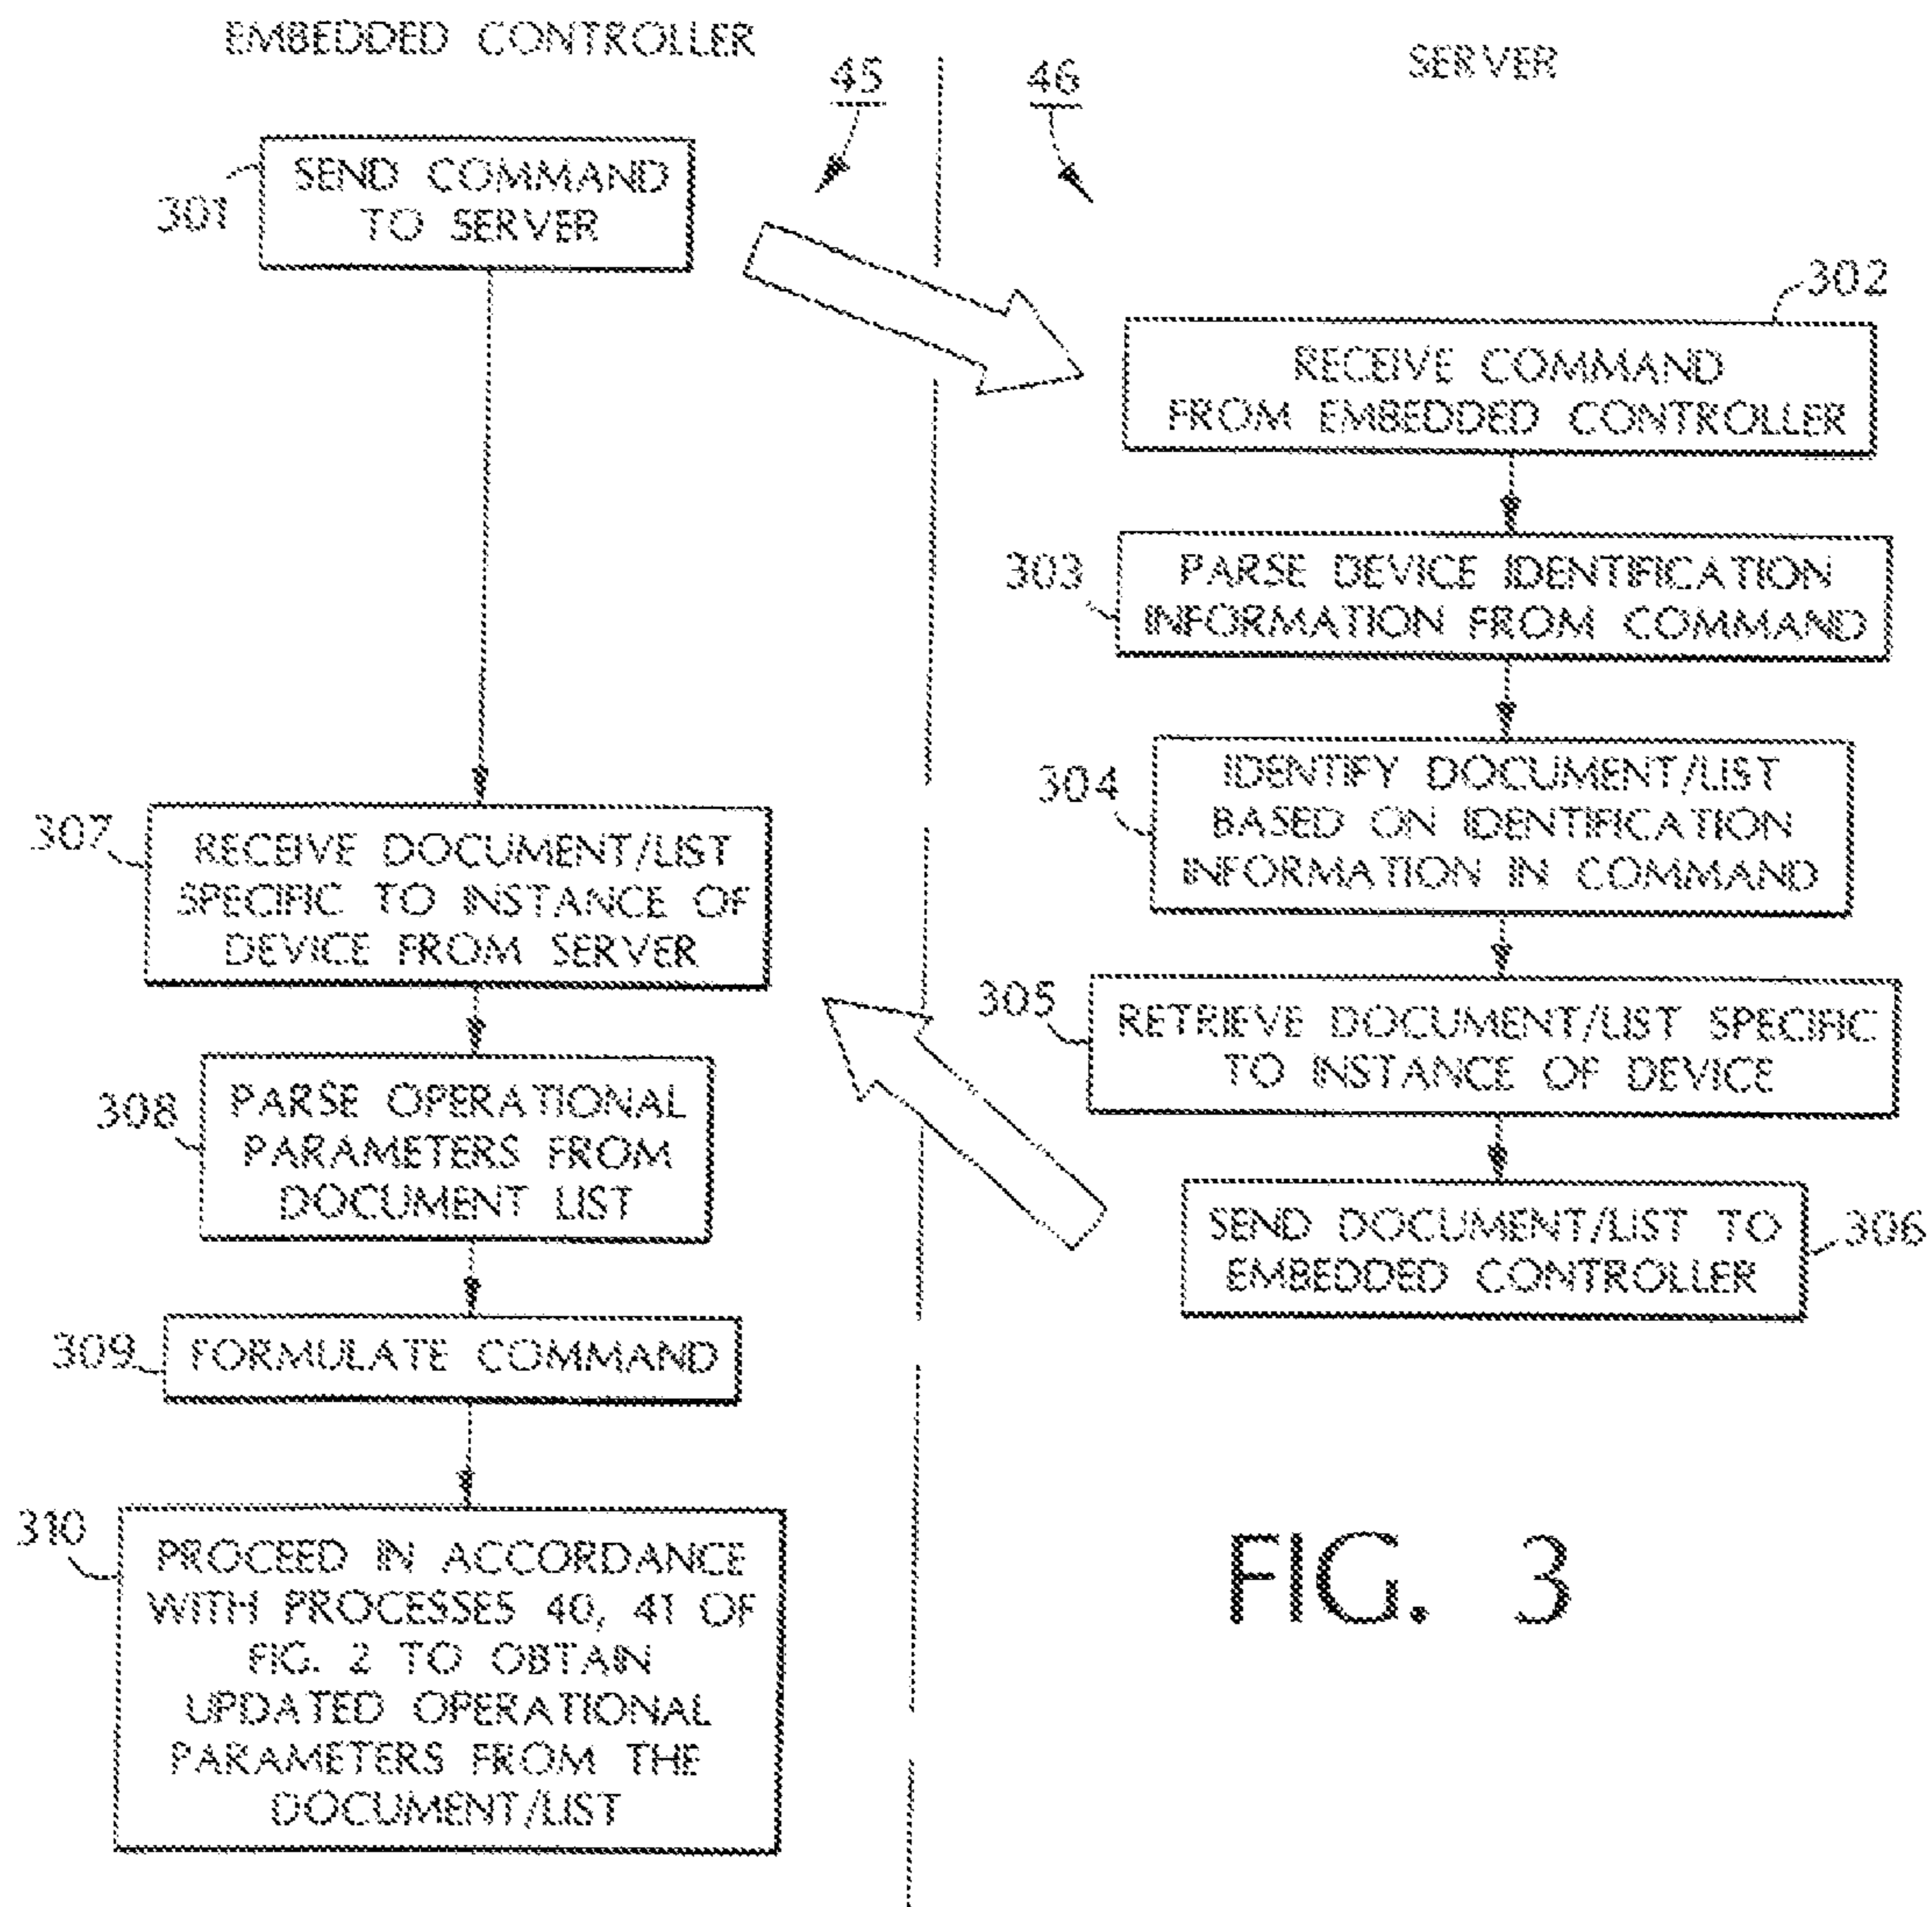 EMBEDDED CONTROLLER
45
46
SERVER
301
SEND COMMAND
TO SERVER
302
RECEIVE COMMAND
FROM EMBEDDED CONTROLLER
303
PARSE DEVICE IDENTIFICATION
INFORMATION FROM COMMAND
304
IDENTIFY DOCUMENT/LIST
BASED ON IDENTIFICATION
INFORMATION IN COMMAND
305
RETRIEVE DOCUMENT/LIST SPECIFIC
TO INSTANCE OF DEVICE
SEND DOCUMENT/LIST TO
EMBEDDED CONTROLLER
306
307
RECEIVE DOCUMENT/LIST
SPECIFIC TO INSTANCE OF
DEVICE FROM SERVER
308
PARSE OPERATIONAL
PARAMETERS FROM
DOCUMENT LIST
309
FORMULATE COMMAND
310
PROCEED IN ACCORDANCE
WITH PROCESSES 40, 41 OF
FIG. 2 TO OBTAIN
UPDATED OPERATIONAL
PARAMETERS FROM THE
DOCUMENT/LIST
FIG. 3